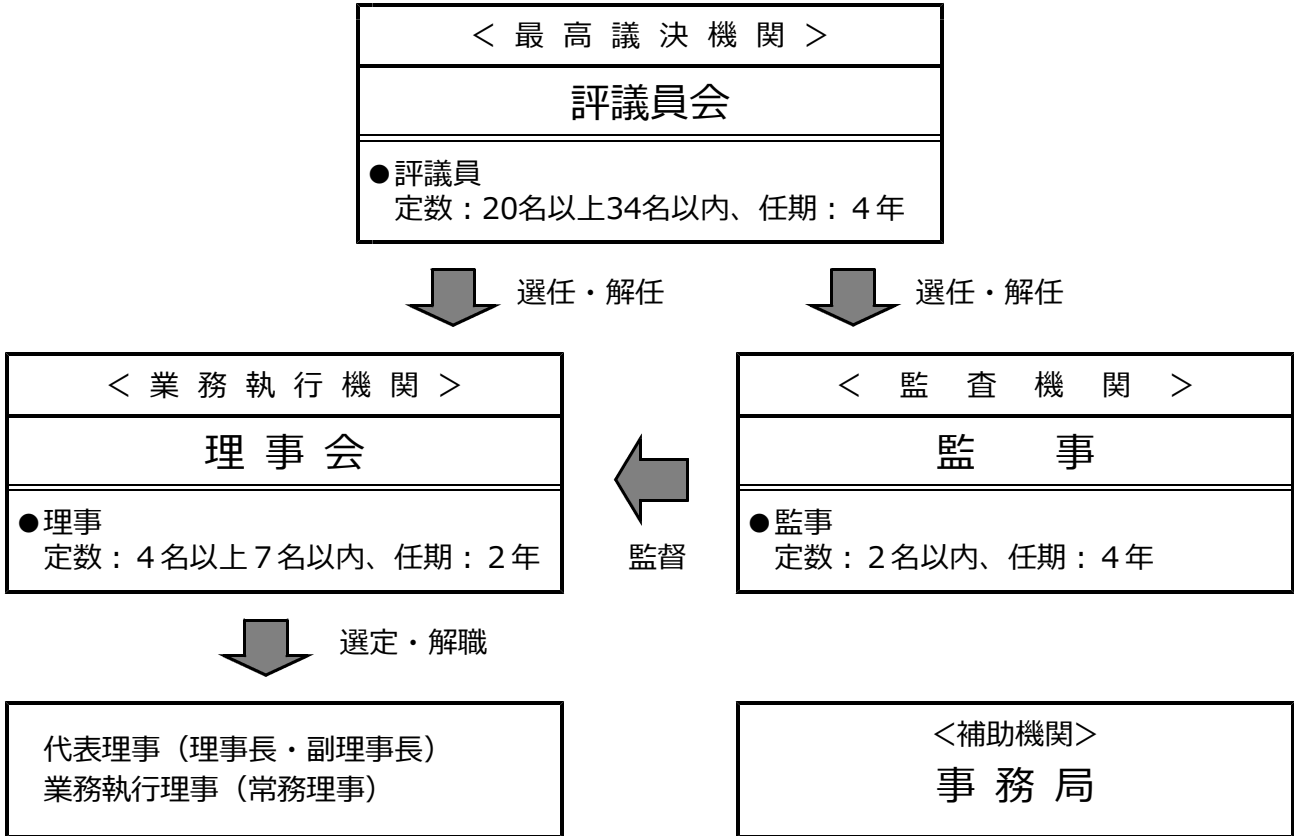 ＜最高議決機関＞
評議員会
●評議員
定数：20名以上34名以内、任期：４年
選任・解任
選任・解任
＜業務執行機関＞
理事会
●理事
定数：４名以上７名以内、任期：２年
監督
＜監査機関＞
監事
●監事
定数：２名以内、任期：４年
選定・解職
代表理事（理事長・副理事長）
業務執行理事（常務理事）
＜補助機関＞
事務局